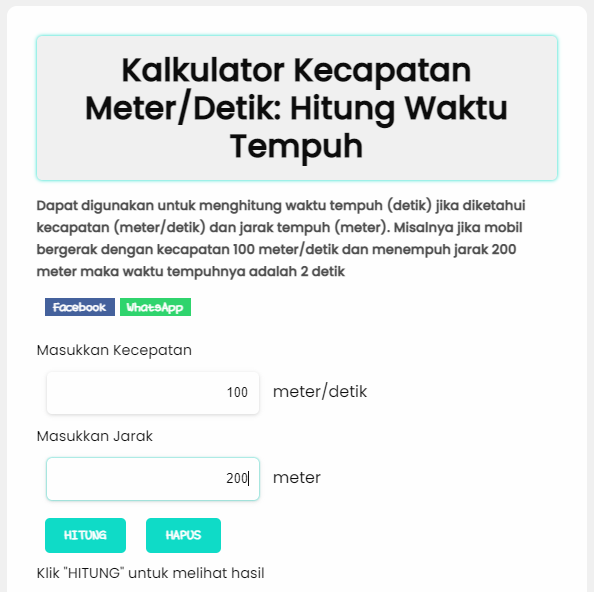 Kalkulator Kecapatan
Meter/Detik: Hitung Waktu
Tempuh
Dapat digunakan untuk menghitung waktu tempuh (detik) jika diketahui
kecapatan (meter/detik) dan jarak tempuh (meter). Misalnya jika mobil
bergerak dengan kecapatan 100 meter/detik dan menempuh jarak 200
meter maka waktu tempuhnya adalah 2 detik
Facebook WhatsApp
Masukkan Kecepatan
100 meter/detik
Masukkan Jarak
200 meter
HITUNG HAPUS
Klik "HITUNG" untuk melihat hasil